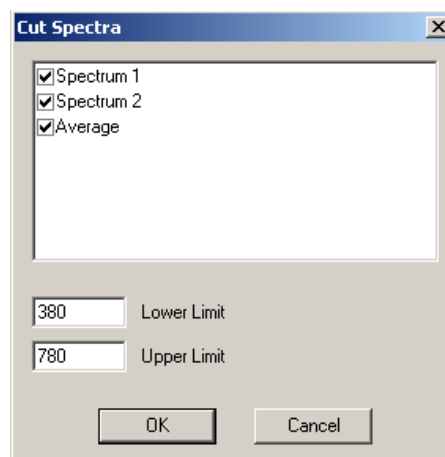 Cut Spectra
Spectrum 1
Spectrum 2
Average
380 Lower Limit
780 Upper Limit
OK Cancel